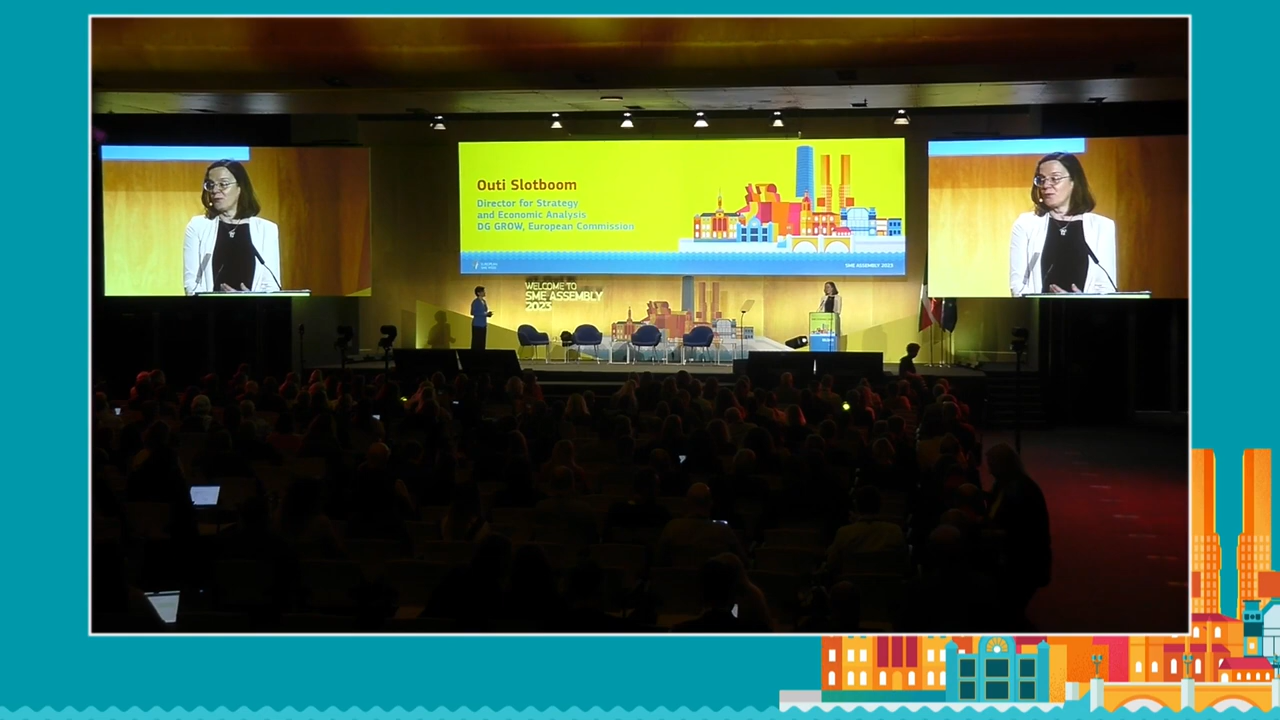 Outi Slotboom
Director for Strategy
and Economic Analysis
DG GROW, European Commission
SME ASSEMBLY 2023
WELCOME TO
SME ASSEMBLY
2023